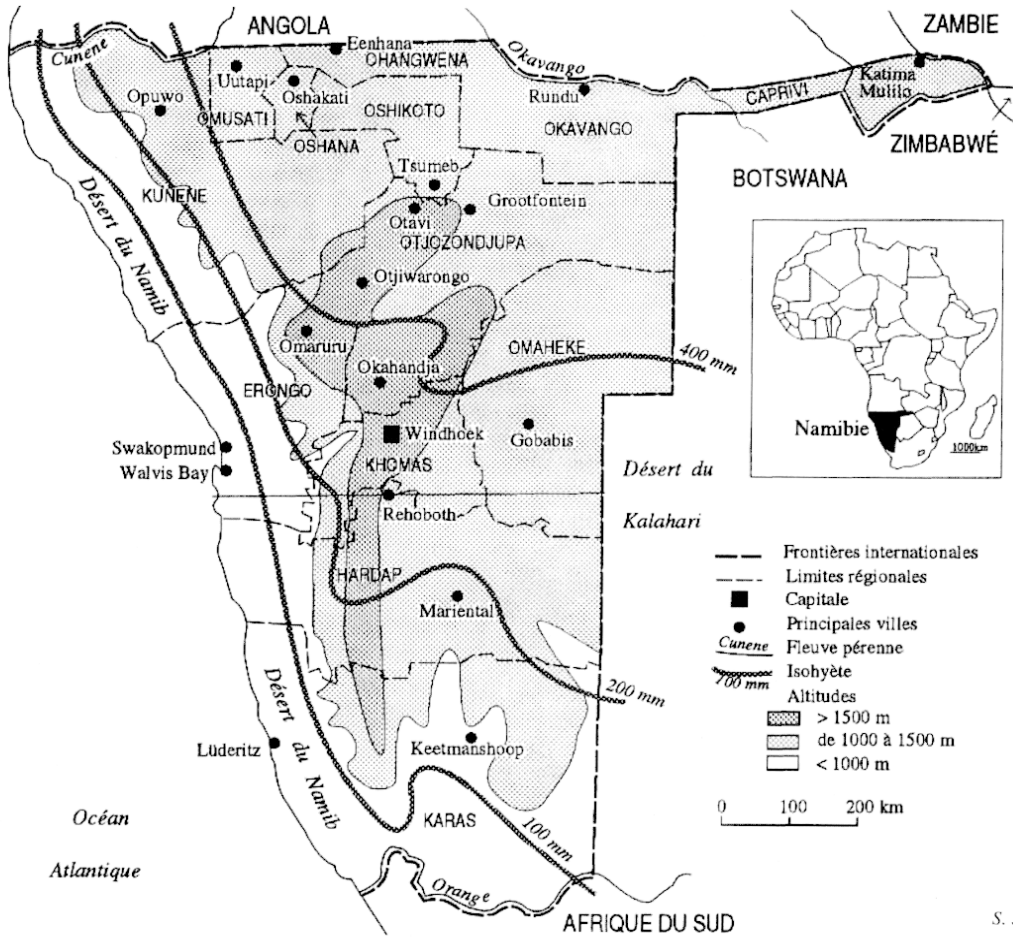 ANGOLA
ZAMBIE
Cunene
Eenhana
OHANGWENA
Okavango
Uutapi
Oshakati
Opuwo
OMUSATI
OSHANA
OSHIKOTO
Rundu
OKAVANGO
CAPRIVI
Katima
Mulilo
ZIMBABWÉ
BOTSWANA
KUNENE
Tsumeb
Otavi
Grootfontein
OTJOZONDJUPA
Désert du Namib
Otjiwarongo
Omaruru
OMAHEKE
400 mm
Okahandja
ERONGO
Windhoek
Gobabis
Namibie
1000km
Swakopmund
Walvis Bay
KHOMAS
Rehoboth
Désert du
Kalahari
HARDAP
Mariental
200 mm
Frontières internationales
Limites régionales
Capitale
Principales villes
Cunene Fleuve pérenne
100 mm Isohyète
Altitudes
> 1500 m
de 1000 à 1500 m
< 1000 m
Désert du Namib
Lüderitz
Keetmanshoop
0 100 200 km
Océan
Atlantique
KARAS
100 mm
Orange
AFRIQUE DU SUD
S.